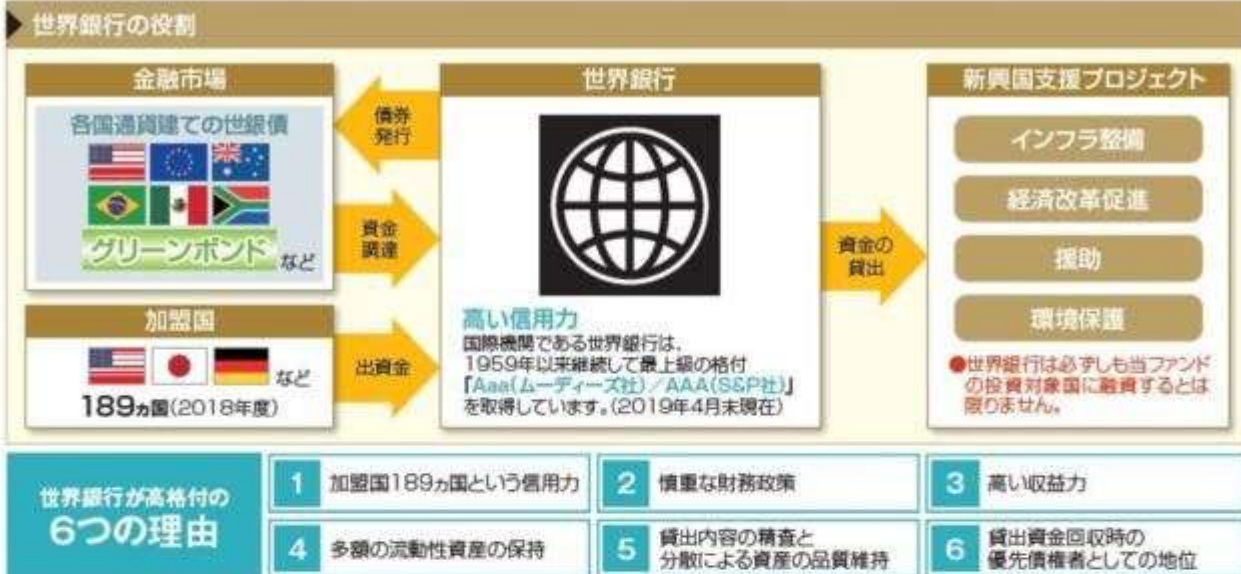 世界銀行の役割
金融市場
各国通貨建ての世銀債
グリーンボンド など
債券
発行
資金
調達
加盟国
など
189ヵ国(2018年度)
出資金
世界銀行
高い信用力
国際機関である世界銀行は、
1959年以来継続して最上級の格付
「Aaa(ムーディーズ社)/AAA(S&P社)」
を取得しています。(2019年4月末現在)
資金の
貸出
新興国支援プロジェクト
インフラ整備
経済改革促進
援助
環境保護
●世界銀行は必ずしも当ファンド
の投資対象国に融資するとは
限りません。
世界銀行が高格付の
6つの理由
1 加盟国189ヵ国という信用力
2 慎重な財務政策
3 高い収益力
4 多額の流動性資産の保持
5 貸出内容の精査と
分散による資産の品質維持
6 貸出資金回収時の
優先債権者としての地位